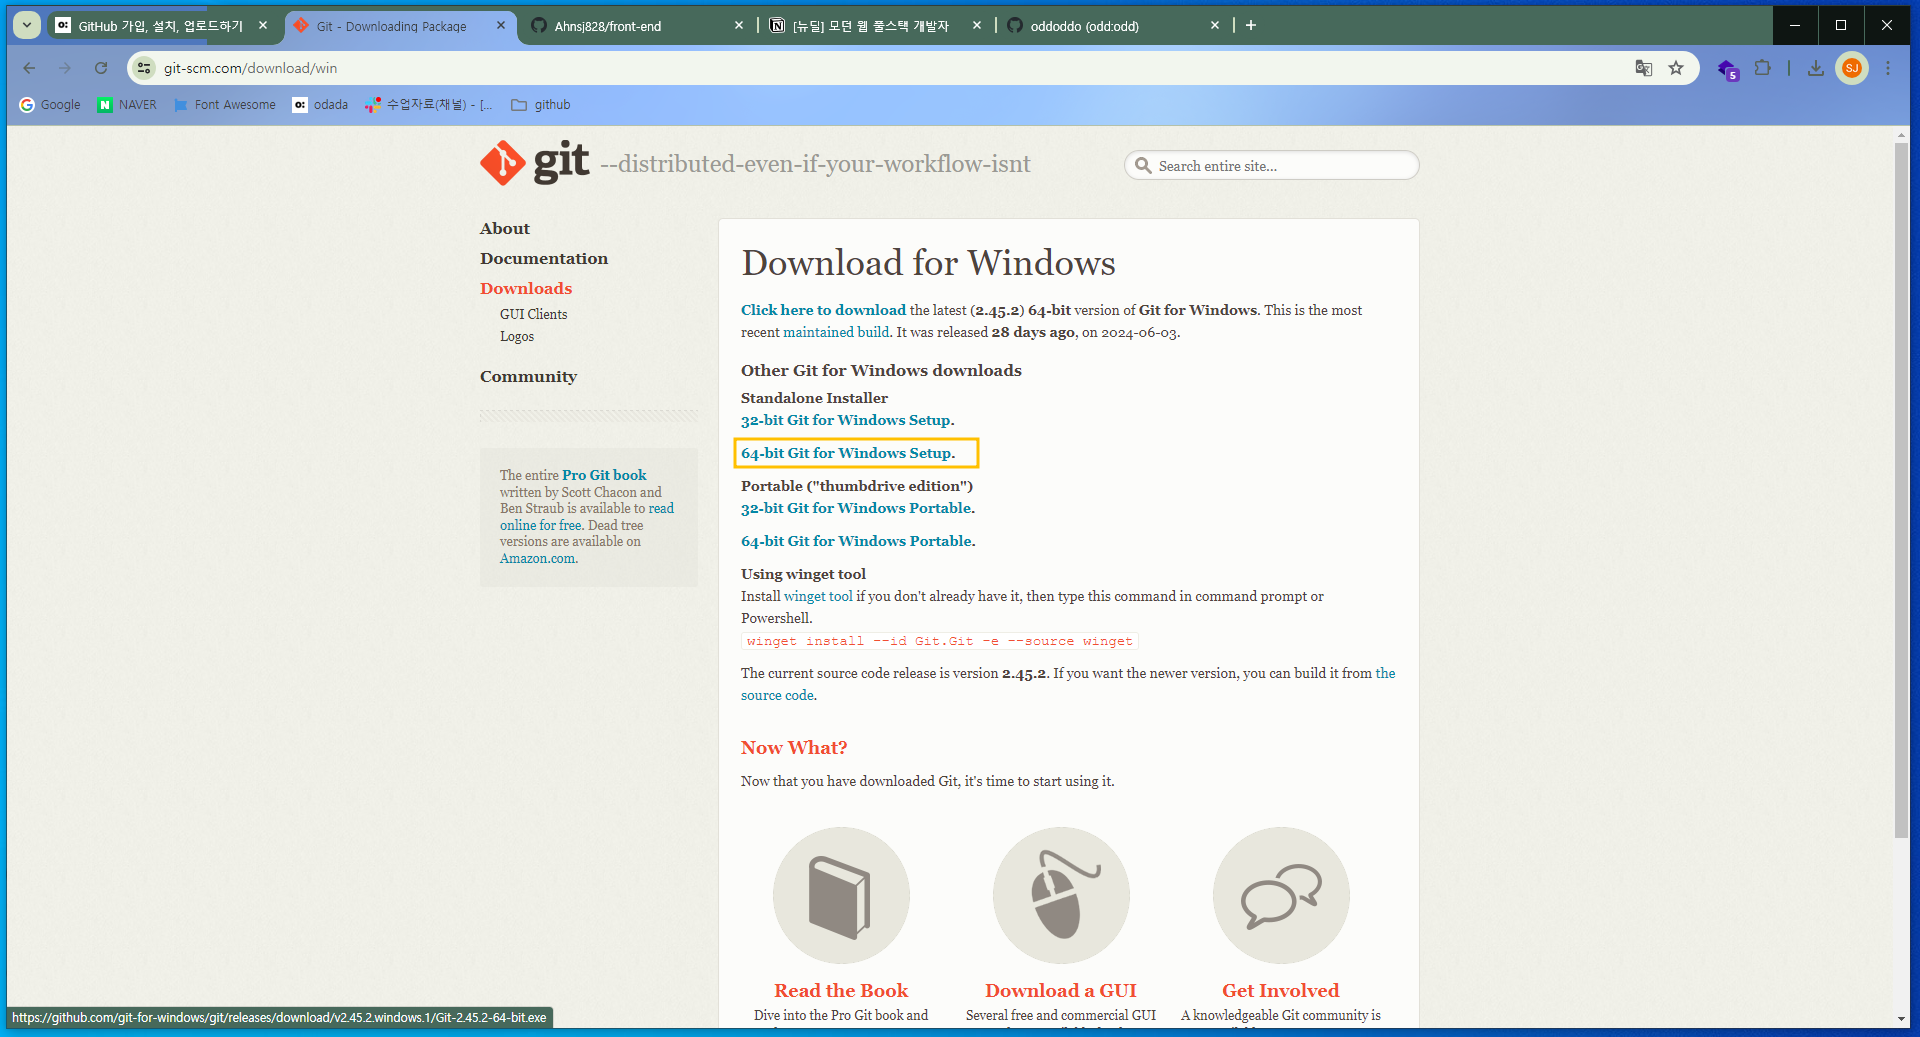 GitHub 가입, 설치, 업로드하기
Git - Downloading Package
Ahnsj828/front-end
[뉴딜] 모던 웹 풀스택 개발자
oddoddo (odd:odd)
git-scm.com/download/win
5
SJ
Google
NAVER
Font Awesome
odada
수업자료(채널) - [...
github
git --distributed-even-if-your-workflow-isnt
Search entire site...
About
Documentation
Downloads
GUI Clients
Logos
Community
The entire Pro Git book
written by Scott Chacon and
Ben Straub is available to read
online for free. Dead tree
versions are available on
Amazon.com.
Download for Windows
Click here to download the latest (2.45.2) 64-bit version of Git for Windows. This is the most
recent maintained build. It was released 28 days ago, on 2024-06-03.
Other Git for Windows downloads
Standalone Installer
32-bit Git for Windows Setup.
64-bit Git for Windows Setup.
Portable ("thumbdrive edition")
32-bit Git for Windows Portable.
64-bit Git for Windows Portable.
Using winget tool
Install winget tool if you don't already have it, then type this command in command prompt or
Powershell.
winget install --id Git.Git -e --source winget
The current source code release is version 2.45.2. If you want the newer version, you can build it from the
source code.
Now What?
Now that you have downloaded Git, it's time to start using it.
Read the Book
Dive into the Pro Git book and
Download a GUI
Several free and commercial GUI
Get Involved
A knowledgeable Git community is
https://github.com/git-for-windows/git/releases/download/v2.45.2.windows.1/Git-2.45.2-64-bit.exe